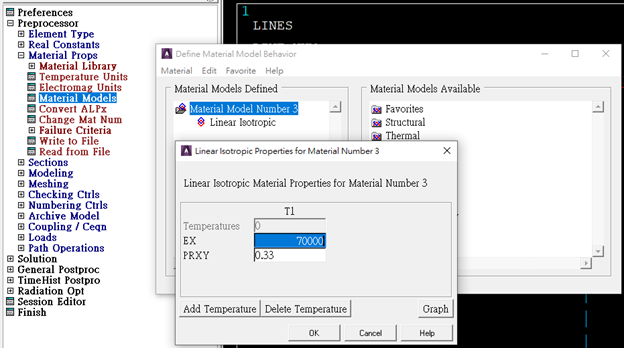 Preferences
Preprocessor
Element Type
Real Constants
Material Props
Material Library
Temperature Units
Electromag Units
Material Models
Convert ALPx
Change Mat Num
Failure Criteria
Write to File
Read from File
Sections
Modeling
Meshing
Checking Ctrls
Numbering Ctrls
Archive Model
Coupling / Ceqn
Loads
Path Operations
Solution
General Postproc
TimeHist Postpro
Radiation Opt
Session Editor
Finish
1
LINES
Define Material Model Behavior
Material Edit Favorite Help
Material Models Defined
Material Model Number 3
Linear Isotropic
Material Models Available
Favorites
Structural
Thermal
Linear Isotropic Properties for Material Number 3
Linear Isotropic Material Properties for Material Number 3
T1
Temperatures 0
EX 70000
PRXY 0.33
Add Temperature Delete Temperature Graph
OK Cancel Help